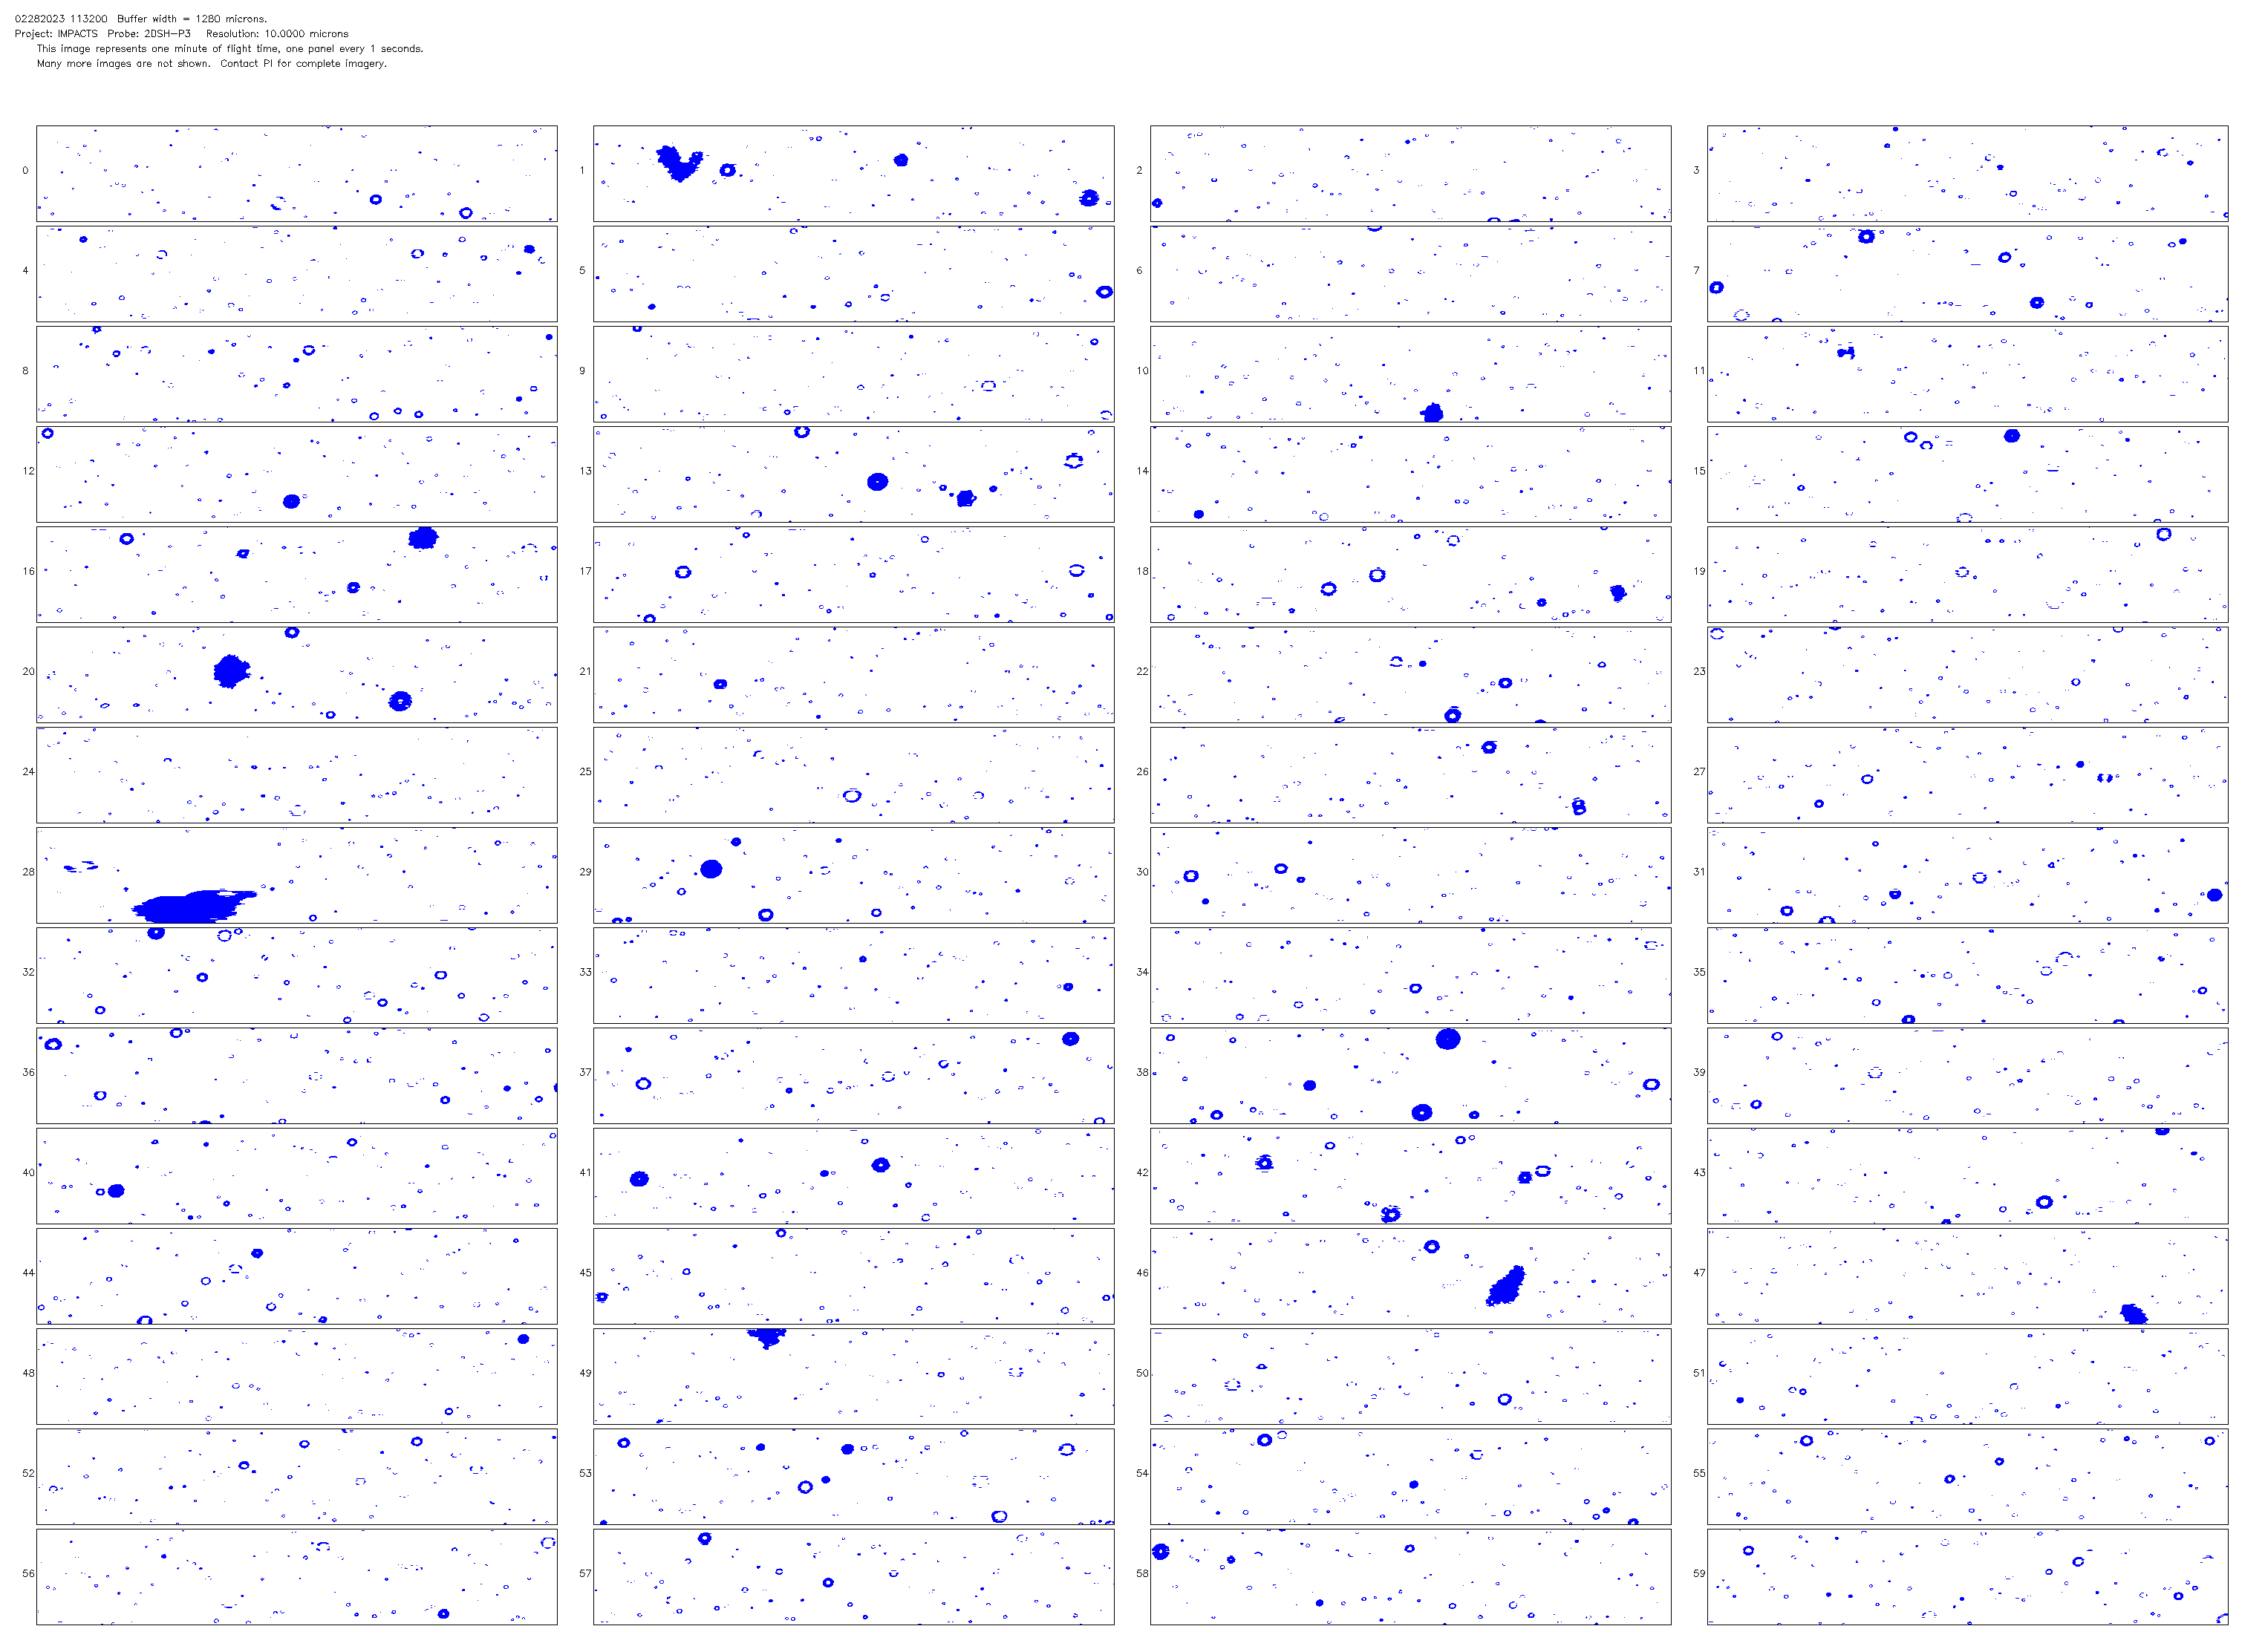 02282023 113200 Buffer width = 1280 microns.
Project: IMPACTS Probe: 2DSH-P3 Resolution: 10.0000 microns
This image represents one minute of flight time, one panel every 1 seconds.
Many more images are not shown. Contact PI for complete imagery.
0 1 2 3
4 5 6 7
8 9 10 11
12 13 14 15
16 17 18 19
20 21 22 23
24 25 26 27
28 29 30 31
32 33 34 35
36 37 38 39
40 41 42 43
44 45 46 47
48 49 50 51
52 53 54 55
56 57 58 59